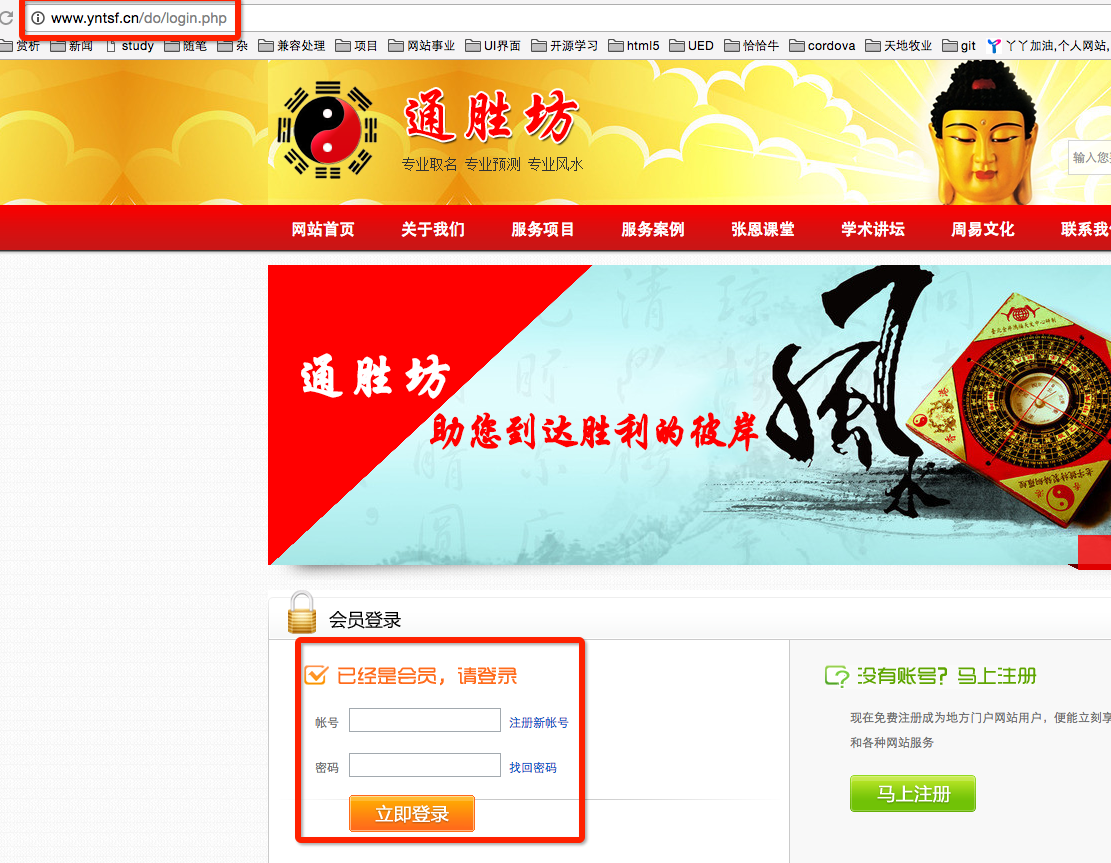 www.yntsf.cn/do/login.php
赏析 新闻 study 随笔 杂 兼容处理 项目 网站事业 UI界面 开源学习 html5 UED 恰恰牛 cordova 天地牧业 git 丫丫加油,个人网站,
通胜坊
专业取名 专业预测 专业风水
输入您
网站首页 关于我们 服务项目 服务案例 张恩课堂 学术讲坛 周易文化 联系我
通胜坊
助您到达胜利的彼岸
風水
会员登录
已经是会员，请登录
帐号 注册新帐号
密码 找回密码
立即登录
没有账号？马上注册
现在免费注册成为地方门户网站用户，便能立刻享
和各种网站服务
马上注册